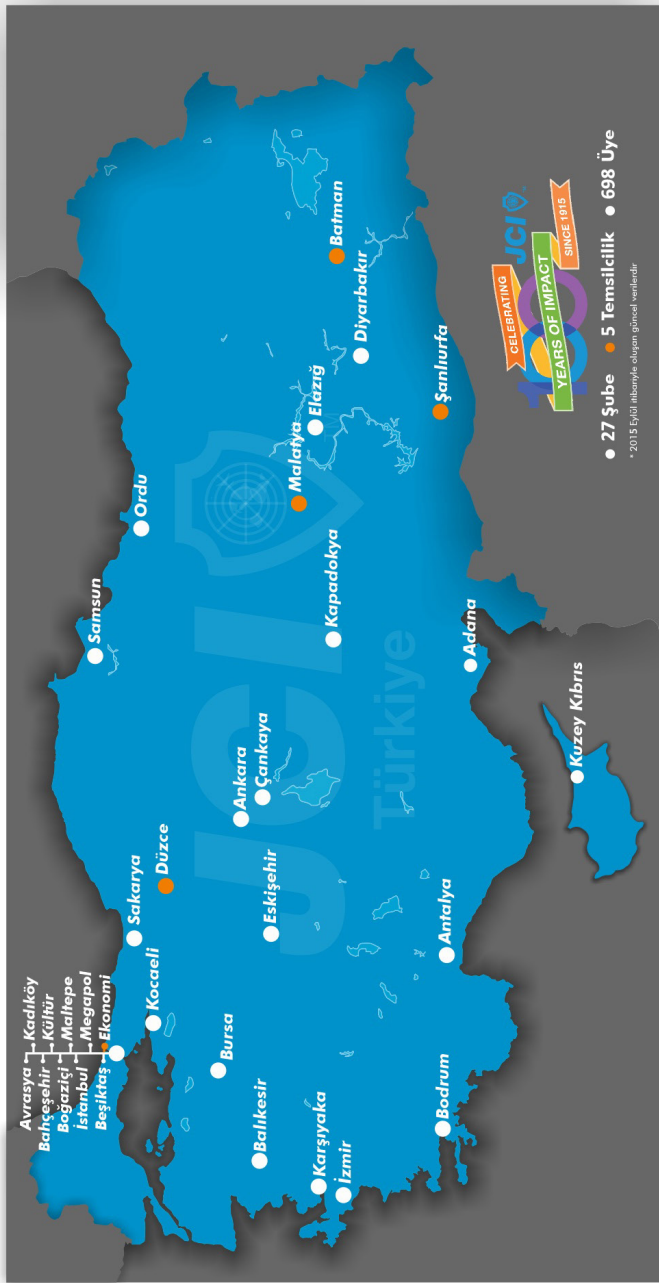 Avrasya
Kadıköy
Bahçeşehir
Kültür
Boğaziçi
Maltepe
İstanbul
Megapol
Beşiktaş
Ekonomi
Kocaeli
Sakarya
Düzce
Samsun
Ordu
Bursa
Balıkesir
Eskişehir
Ankara
Çankaya
Karşıyaka
İzmir
Kapadokya
Malatya
Elazığ
Diyarbakır
Batman
Şanlıurfa
Bodrum
Antalya
Adana
Kuzey Kıbrıs
JCI
Türkiye
CELEBRATING
JCI
100
YEARS OF IMPACT
SINCE 1915
27 Şube 5 Temsilcilik 698 Üye
* 2015 Eylül itibariyle oluşan güncel verilerdir